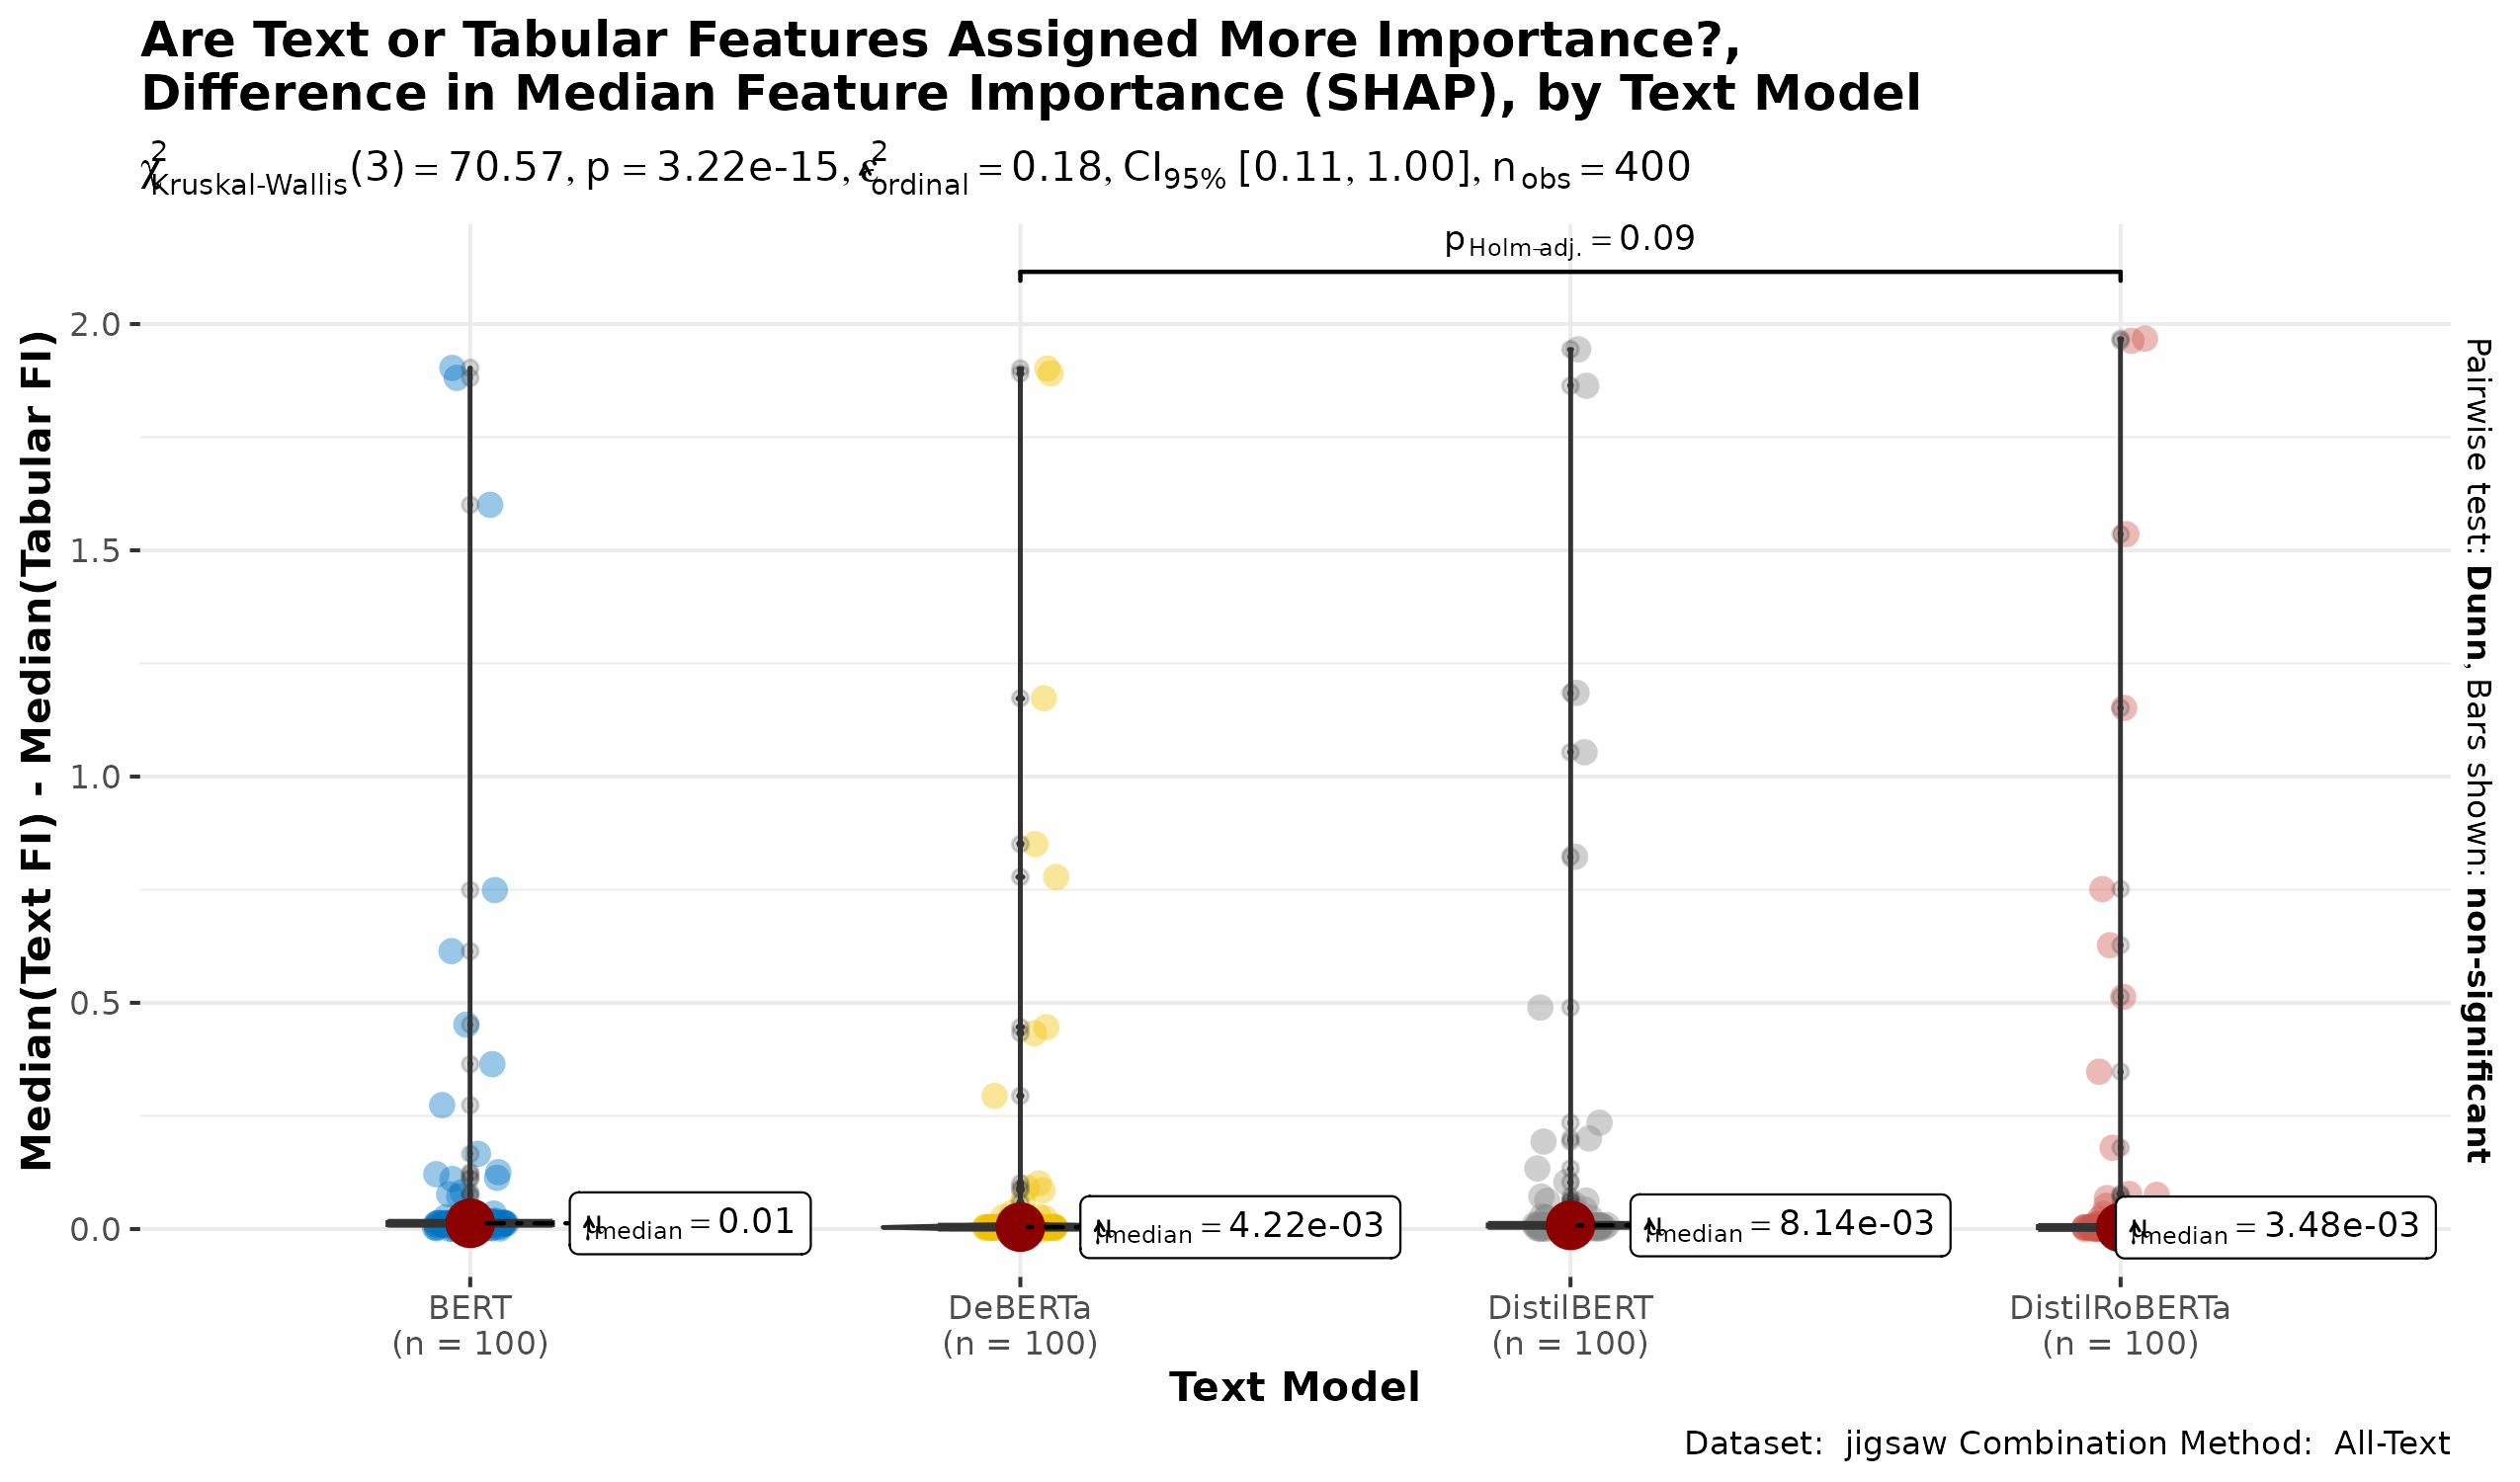 Are Text or Tabular Features Assigned More Importance?,
Difference in Median Feature Importance (SHAP), by Text Model
χ²Kruskal-Wallis(3) = 70.57, p = 3.22e-15, ε²ordinal = 0.18, CI95% [0.11, 1.00], nobs = 400
pHolm-adj. = 0.09
Median(Text FI) - Median(Tabular FI)
2.0
1.5
1.0
0.5
0.0
μ̂median = 0.01
μ̂median = 4.22e-03
μ̂median = 8.14e-03
μ̂median = 3.48e-03
Pairwise test: Dunn, Bars shown: non-significant
BERT
(n = 100)
DeBERTa
(n = 100)
DistilBERT
(n = 100)
DistilRoBERTa
(n = 100)
Text Model
Dataset:  jigsaw Combination Method:  All-Text